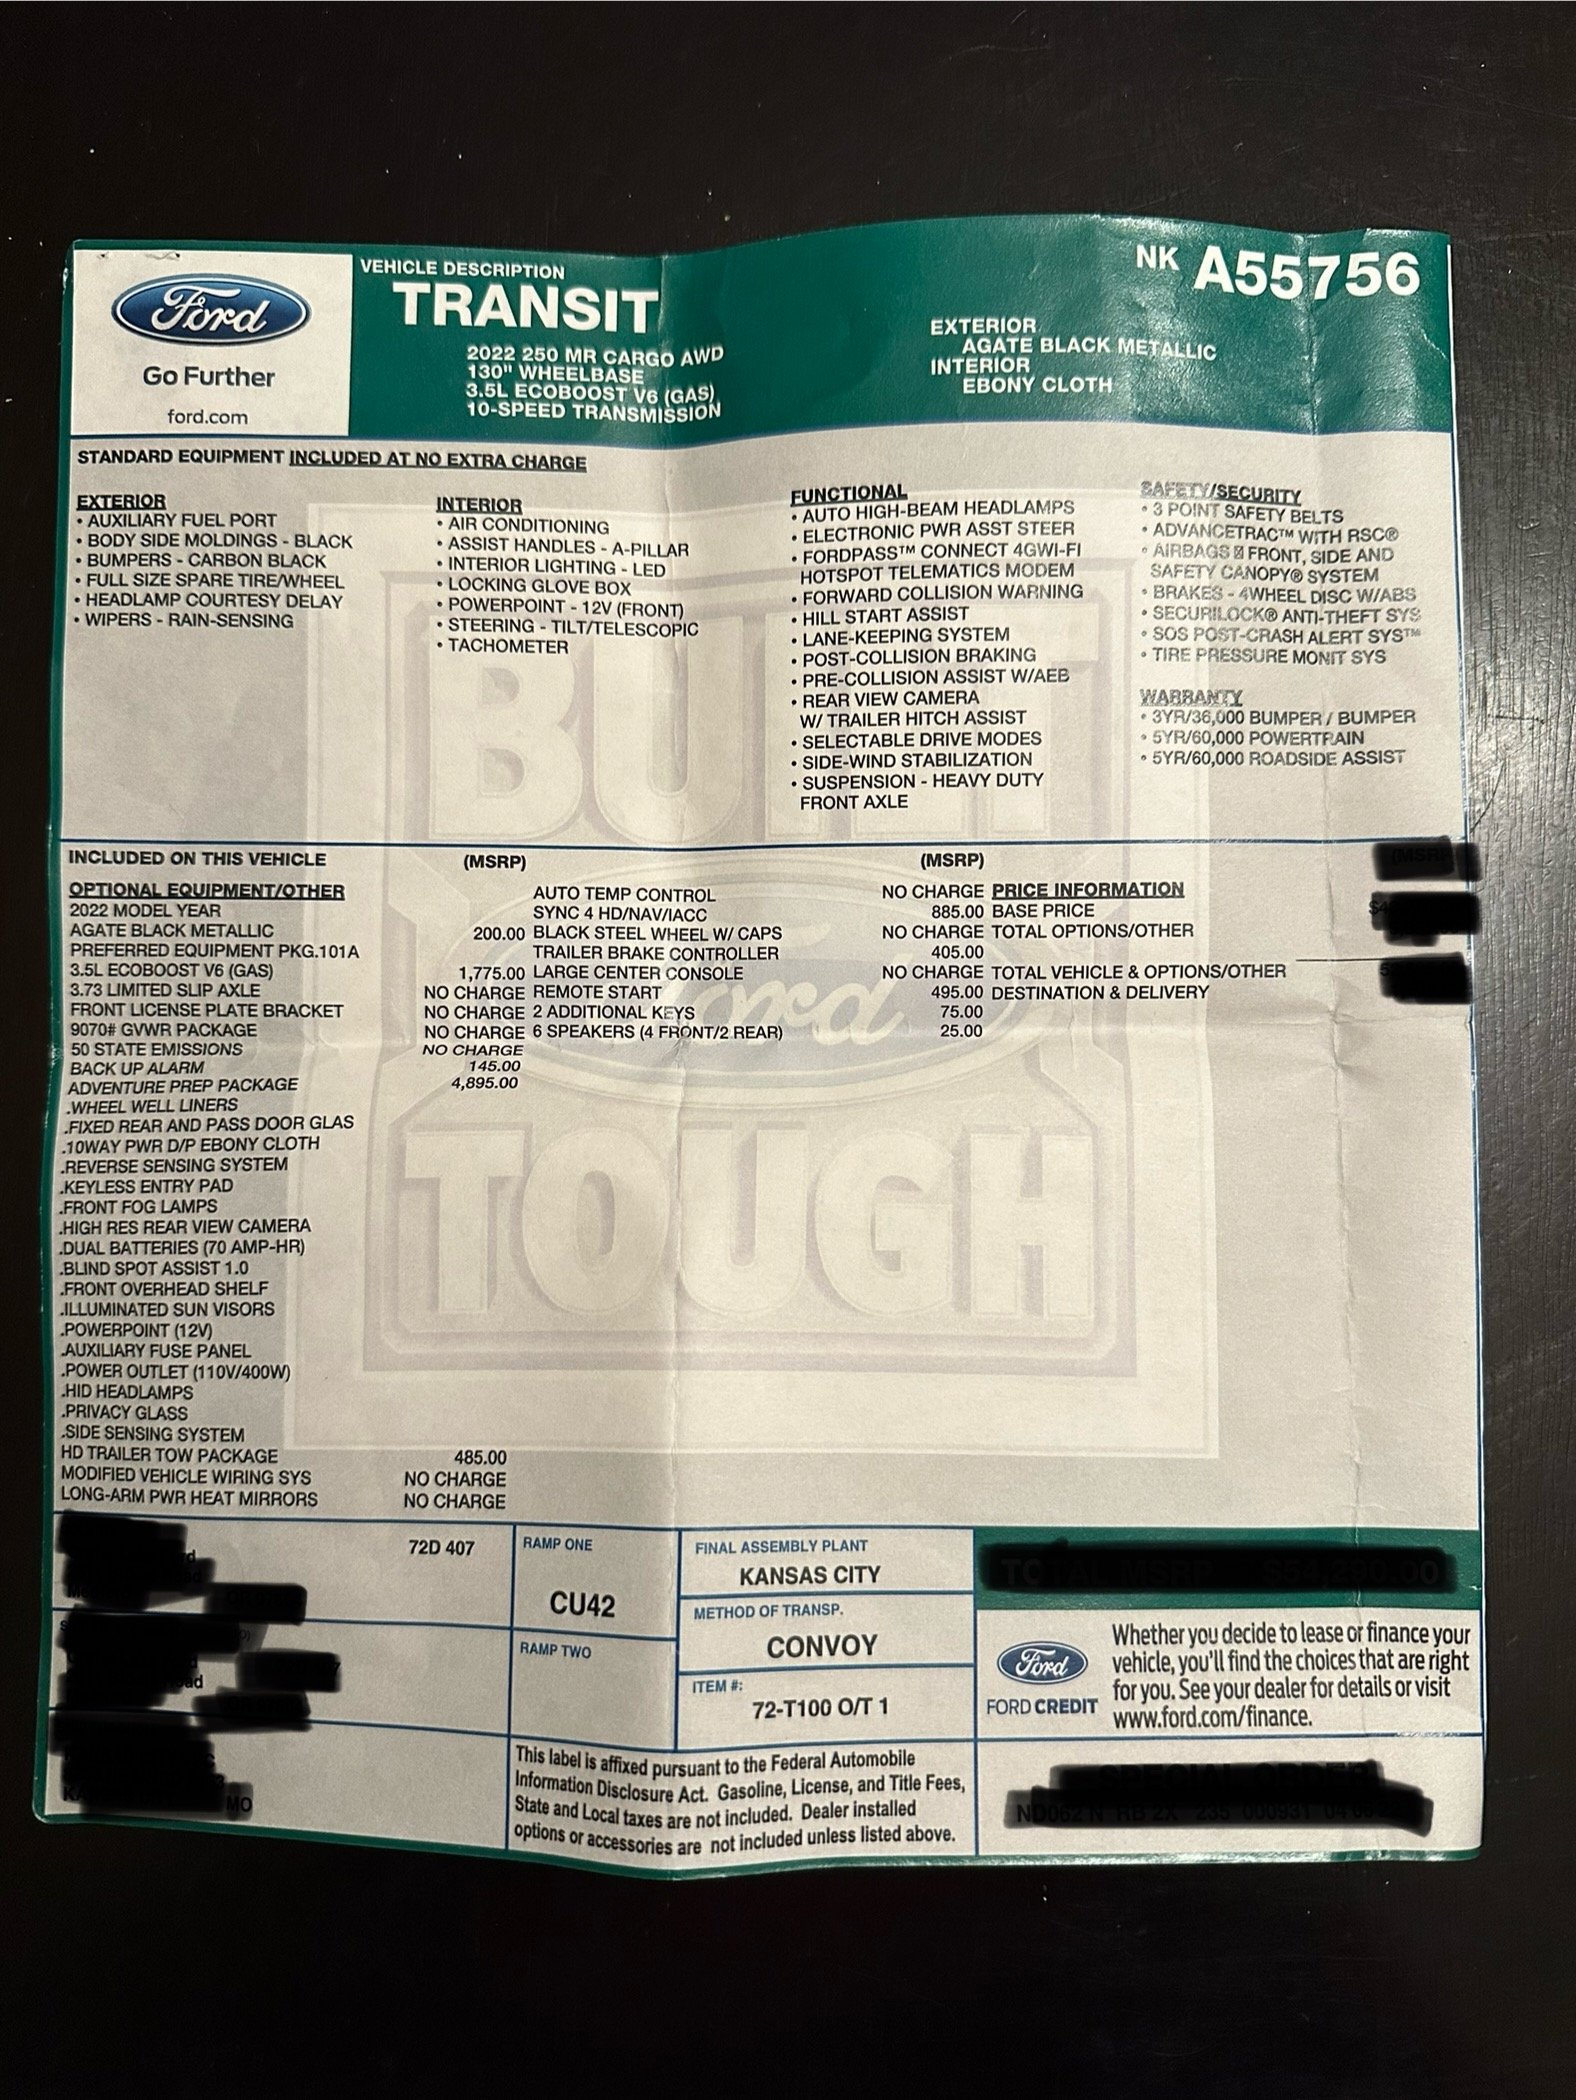 Ford
Go Further
ford.com
VEHICLE DESCRIPTION
TRANSIT
2022 250 MR CARGO AWD
130" WHEELBASE
3.5L ECOBOOST V6 (GAS)
10-SPEED TRANSMISSION
NK A55756
EXTERIOR
AGATE BLACK METALLIC
INTERIOR
EBONY CLOTH
STANDARD EQUIPMENT INCLUDED AT NO EXTRA CHARGE
EXTERIOR
• AUXILIARY FUEL PORT
• BODY SIDE MOLDINGS - BLACK
• BUMPERS - CARBON BLACK
• FULL SIZE SPARE TIRE/WHEEL
• HEADLAMP COURTESY DELAY
• WIPERS - RAIN-SENSING
INTERIOR
• AIR CONDITIONING
• ASSIST HANDLES - A-PILLAR
• INTERIOR LIGHTING - LED
• LOCKING GLOVE BOX
• POWERPOINT - 12V (FRONT)
• STEERING - TILT/TELESCOPIC
• TACHOMETER
FUNCTIONAL
• AUTO HIGH-BEAM HEADLAMPS
• ELECTRONIC PWR ASST STEER
• FORDPASS™ CONNECT 4GWI-FI
HOTSPOT TELEMATICS MODEM
• FORWARD COLLISION WARNING
• HILL START ASSIST
• LANE-KEEPING SYSTEM
• POST-COLLISION BRAKING
• PRE-COLLISION ASSIST W/AEB
• REAR VIEW CAMERA
W/ TRAILER HITCH ASSIST
• SELECTABLE DRIVE MODES
• SIDE-WIND STABILIZATION
• SUSPENSION - HEAVY DUTY
FRONT AXLE
SAFETY/SECURITY
• 3 POINT SAFETY BELTS
• ADVANCETRAC™ WITH RSC®
• AIRBAGS FRONT, SIDE AND
SAFETY CANOPY® SYSTEM
• BRAKES - 4WHEEL DISC W/ABS
• SECURILOCK® ANTI-THEFT SYS
• SOS POST-CRASH ALERT SYS™
• TIRE PRESSURE MONIT SYS
WARRANTY
• 3YR/36,000 BUMPER / BUMPER
• 5YR/60,000 POWERTRAIN
• 5YR/60,000 ROADSIDE ASSIST
BUILT
Ford
TOUGH
INCLUDED ON THIS VEHICLE (MSRP)
OPTIONAL EQUIPMENT/OTHER
2022 MODEL YEAR
AGATE BLACK METALLIC 200.00
PREFERRED EQUIPMENT PKG.101A
3.5L ECOBOOST V6 (GAS) 1,775.00
3.73 LIMITED SLIP AXLE NO CHARGE
FRONT LICENSE PLATE BRACKET NO CHARGE
9070# GVWR PACKAGE NO CHARGE
50 STATE EMISSIONS NO CHARGE
BACK UP ALARM 145.00
ADVENTURE PREP PACKAGE 4,895.00
.WHEEL WELL LINERS
.FIXED REAR AND PASS DOOR GLAS
.10WAY PWR D/P EBONY CLOTH
.REVERSE SENSING SYSTEM
.KEYLESS ENTRY PAD
.FRONT FOG LAMPS
.HIGH RES REAR VIEW CAMERA
.DUAL BATTERIES (70 AMP-HR)
.BLIND SPOT ASSIST 1.0
.FRONT OVERHEAD SHELF
.ILLUMINATED SUN VISORS
.POWERPOINT (12V)
.AUXILIARY FUSE PANEL
.POWER OUTLET (110V/400W)
.HID HEADLAMPS
.PRIVACY GLASS
.SIDE SENSING SYSTEM
HD TRAILER TOW PACKAGE 485.00
MODIFIED VEHICLE WIRING SYS NO CHARGE
LONG-ARM PWR HEAT MIRRORS NO CHARGE
(MSRP)
AUTO TEMP CONTROL NO CHARGE
SYNC 4 HD/NAV/IACC 885.00
BLACK STEEL WHEEL W/ CAPS NO CHARGE
TRAILER BRAKE CONTROLLER 405.00
LARGE CENTER CONSOLE NO CHARGE
REMOTE START 495.00
2 ADDITIONAL KEYS 75.00
6 SPEAKERS (4 FRONT/2 REAR) 25.00
(MSRP)
PRICE INFORMATION
BASE PRICE
TOTAL OPTIONS/OTHER
TOTAL VEHICLE & OPTIONS/OTHER
DESTINATION & DELIVERY
72D 407
MO
RAMP ONE
CU42
RAMP TWO
FINAL ASSEMBLY PLANT
KANSAS CITY
METHOD OF TRANSP.
CONVOY
ITEM #:
72-T100 O/T 1
This label is affixed pursuant to the Federal Automobile
Information Disclosure Act. Gasoline, License, and Title Fees,
State and Local taxes are not included. Dealer installed
options or accessories are not included unless listed above.
TOTAL MSRP
Ford
FORD CREDIT
Whether you decide to lease or finance your
vehicle, you'll find the choices that are right
for you. See your dealer for details or visit
www.ford.com/finance.
SPECIAL ORDER